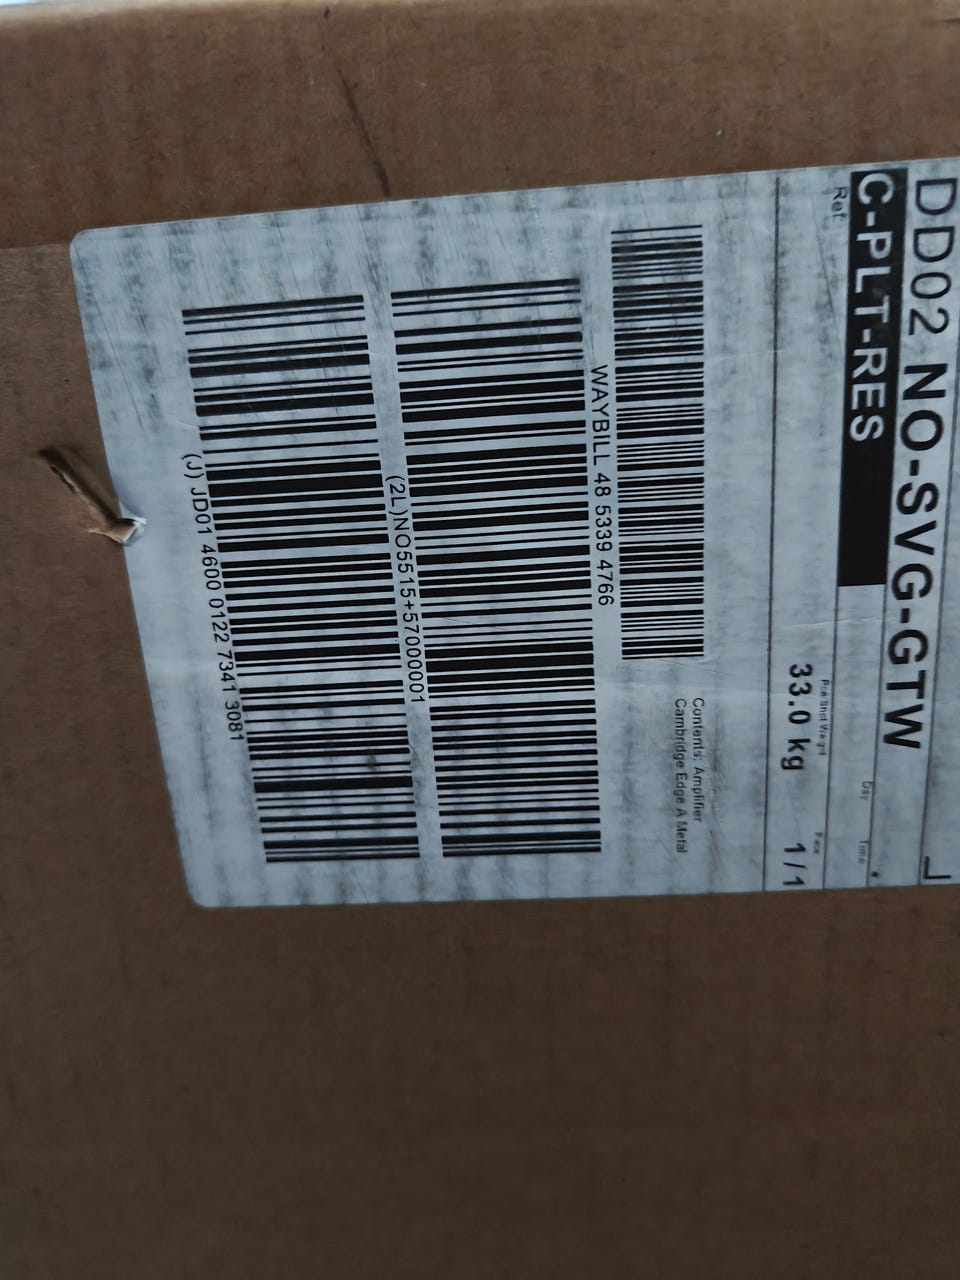 DD02 NO-SVG-GTW
C-PLT-RES
Day Time
Ref:
Pce/Shpt Weight Piece
33.0 kg 1/1
Contents: Amplifier
Cambridge Edge A Metal
WAYBILL 48 5339 4766
(2L)NO5515+57000001
(J) JD01 4600 0122 7341 3081